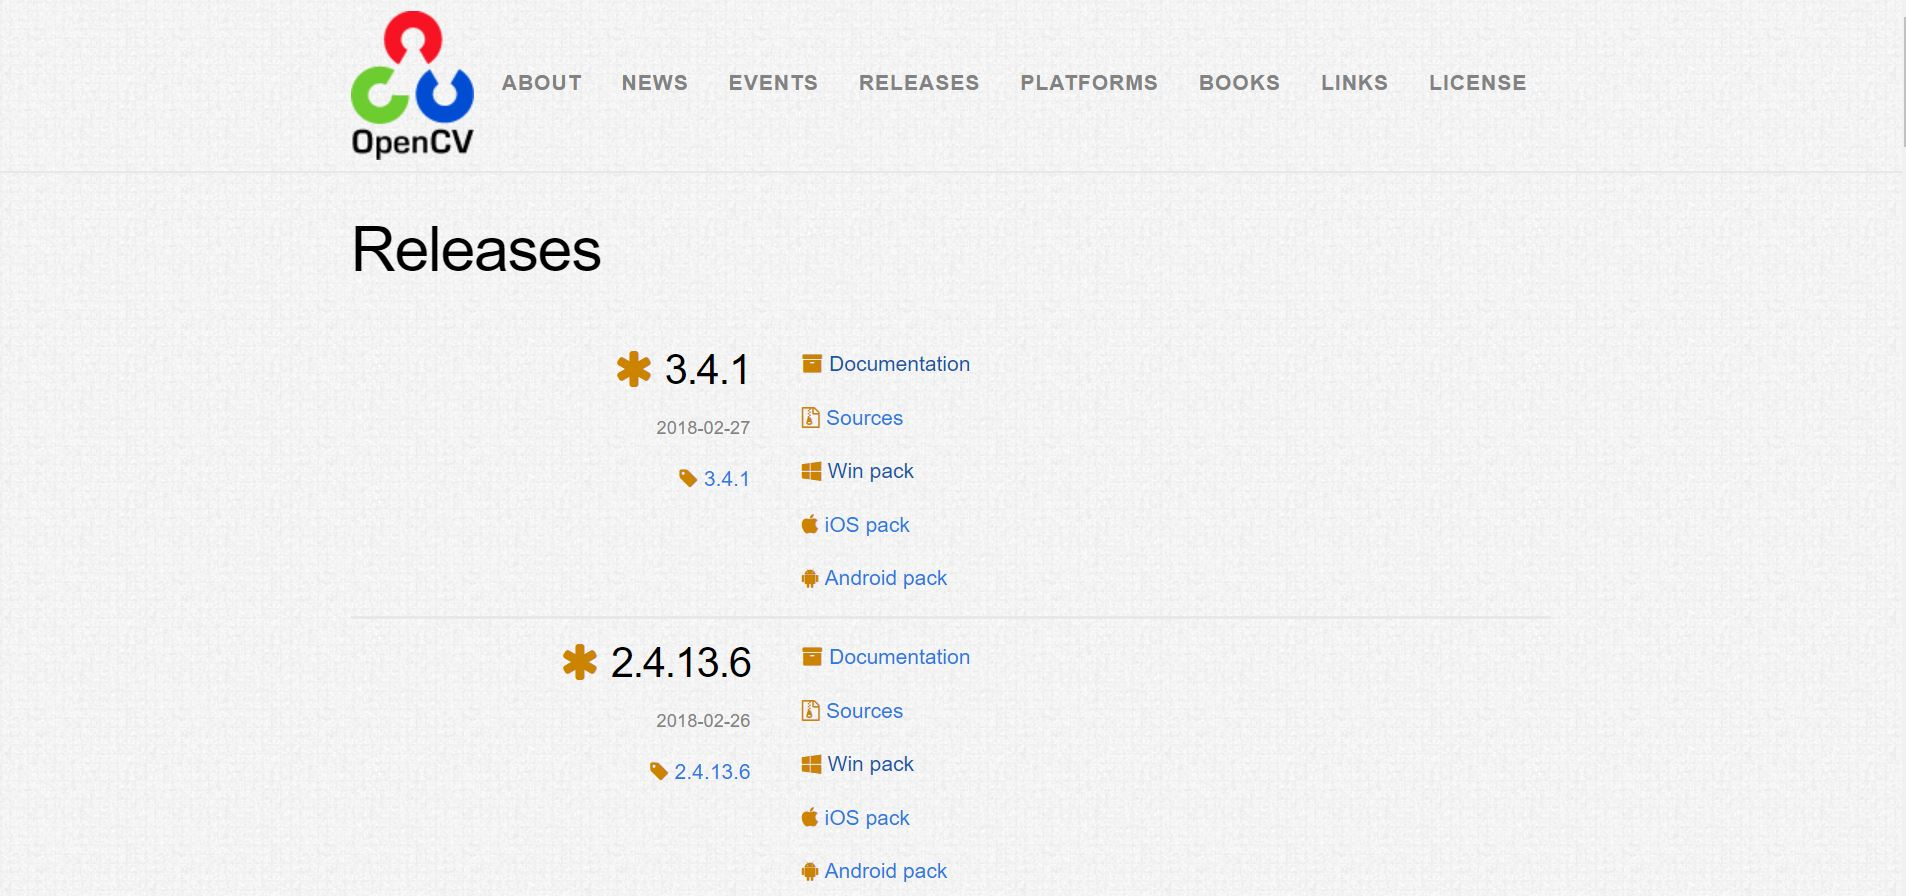 OpenCV
ABOUT NEWS EVENTS RELEASES PLATFORMS BOOKS LINKS LICENSE
Releases
3.4.1
2018-02-27
3.4.1
Documentation
Sources
Win pack
iOS pack
Android pack
2.4.13.6
2018-02-26
2.4.13.6
Documentation
Sources
Win pack
iOS pack
Android pack